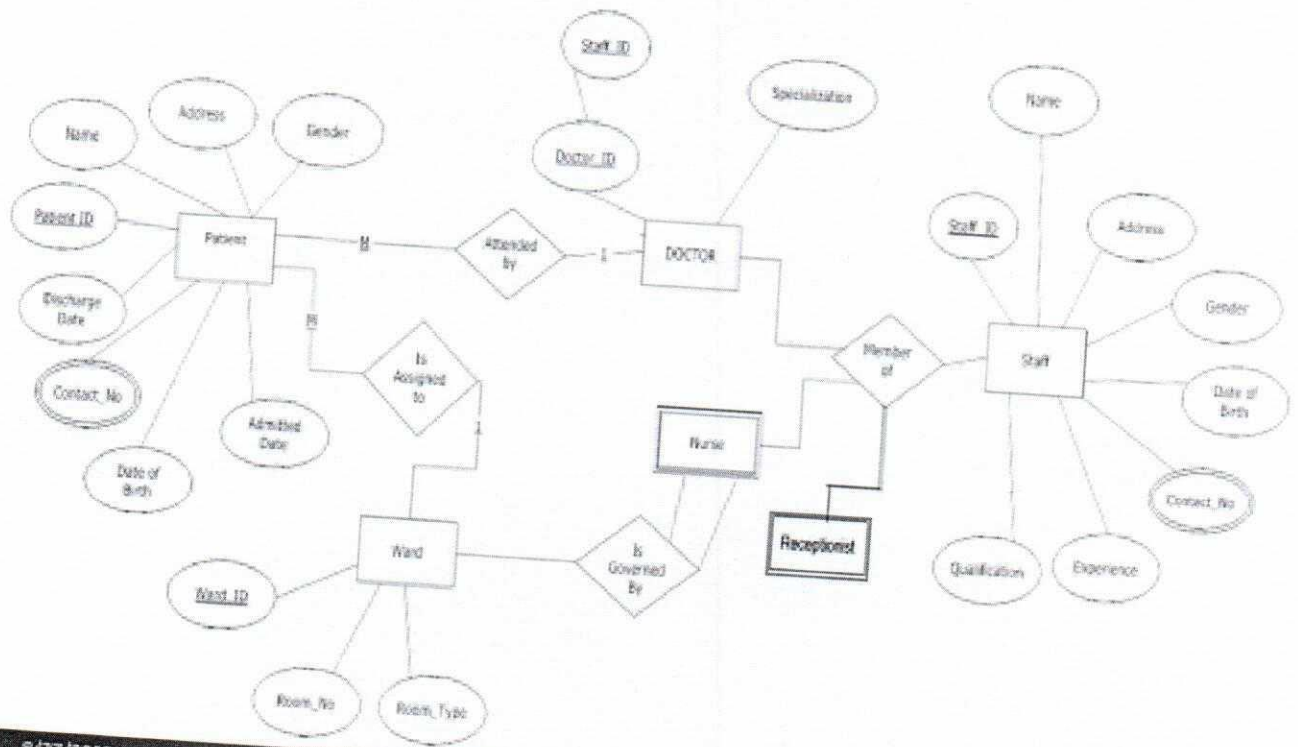 Staff_ID
Specialization
Name
Address
Name
Gender
Doctor_ID
Patient ID
Staff_ID
Address
Patient
M
Attended
by
1
DOCTOR
Discharge
Date
Gender
M
Is
Assigned
to
Member
of
Staff
Contact_No
Admitted
Date
1
Date of
Birth
Nurse
Date of
Birth
Contact_No
Ward
Is
Governed
By
Receptionist
Qualification
Experience
Ward_ID
Room_No
Room_Type